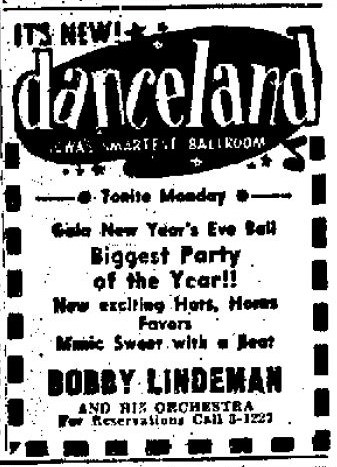 IT'S NEW!
danceland
IOWA'S SMARTEST BALLROOM
Tonite Monday
Gala New Year's Eve Ball
Biggest Party
of the Year!!
New exciting Hats, Horns
Favors
Music Sweet with a Beat
BOBBY LINDEMAN
AND HIS ORCHESTRA
For Reservations Call 3-1227